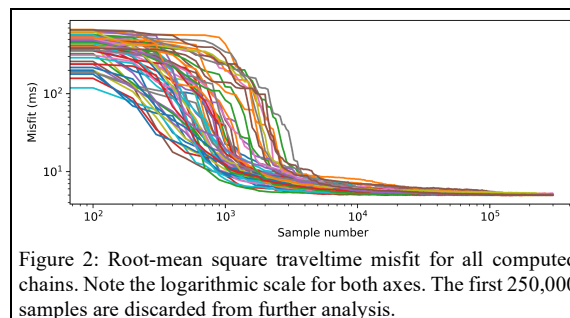 10²
10¹
Misfit (ms)
10² 10³ 10⁴ 10⁵
Sample number
Figure 2: Root-mean square traveltime misfit for all computed
chains. Note the logarithmic scale for both axes. The first 250,000
samples are discarded from further analysis.